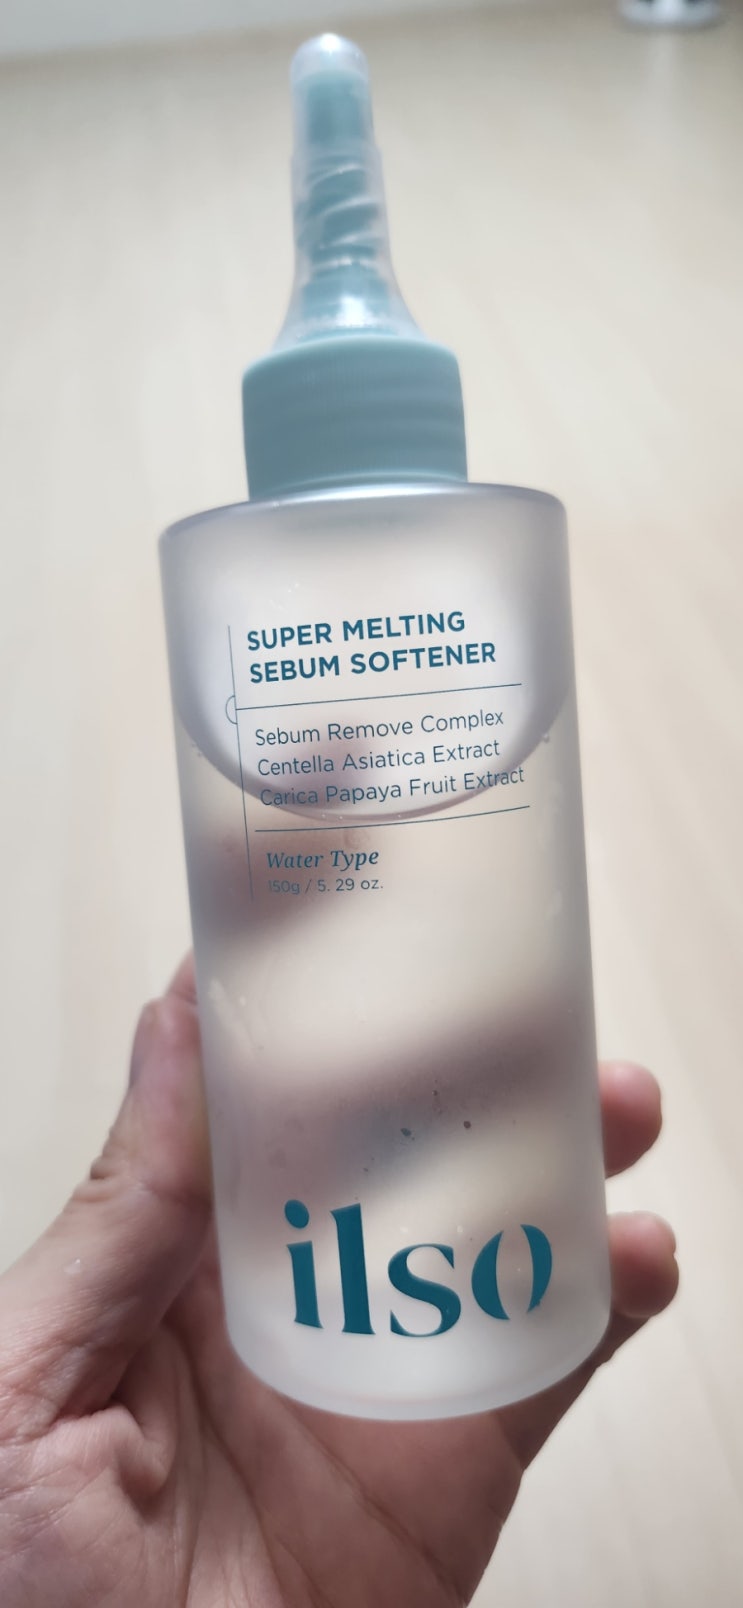 SUPER MELTING
SEBUM SOFTENER
Sebum Remove Complex
Centella Asiatica Extract
Carica Papaya Fruit Extract
Water Type
150g / 5. 29 oz.
ilso